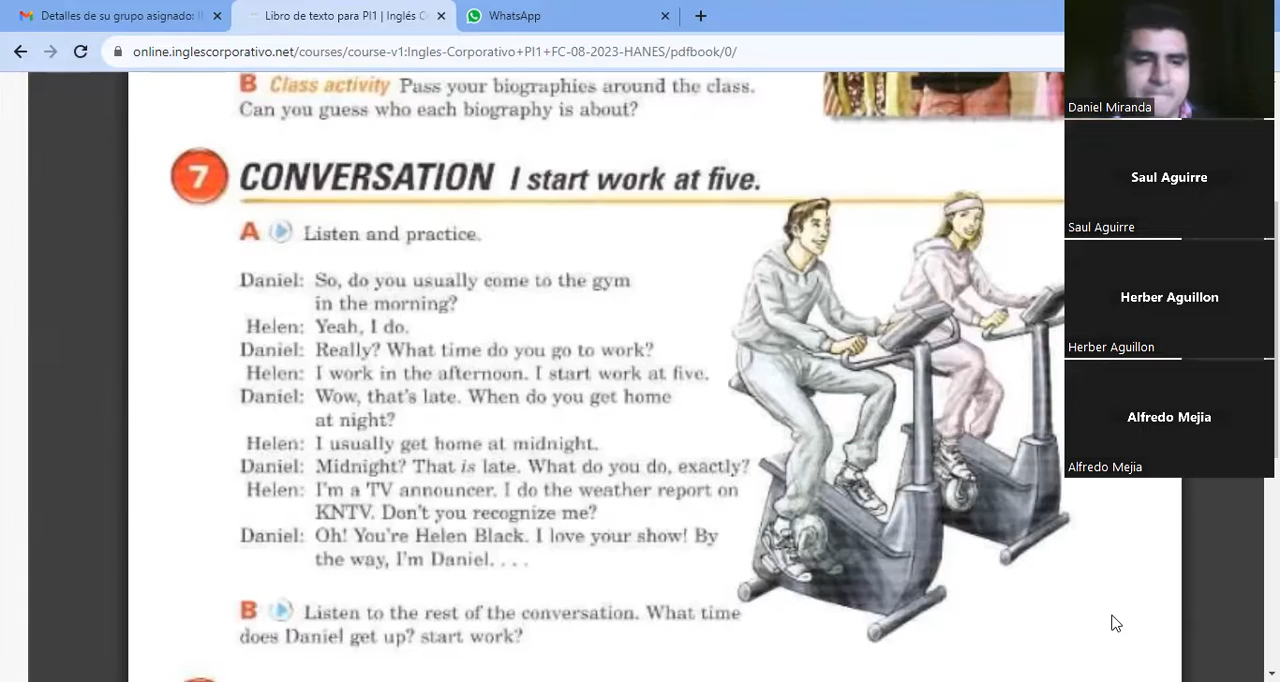 Detalles de su grupo asignado: I
Libro de texto para PI1 | Inglés C
WhatsApp
online.inglescorporativo.net/courses/course-v1:Ingles-Corporativo+PI1+FC-08-2023-HANES/pdfbook/0/
B Class activity Pass your biographies around the class.
Can you guess who each biography is about?
7 CONVERSATION I start work at five.
A Listen and practice.
Daniel: So, do you usually come to the gym
in the morning?
Helen: Yeah, I do.
Daniel: Really? What time do you go to work?
Helen: I work in the afternoon. I start work at five.
Daniel: Wow, that's late. When do you get home
at night?
Helen: I usually get home at midnight.
Daniel: Midnight? That is late. What do you do, exactly?
Helen: I'm a TV announcer. I do the weather report on
KNTV. Don't you recognize me?
Daniel: Oh! You're Helen Black. I love your show! By
the way, I'm Daniel. . . .
B Listen to the rest of the conversation. What time
does Daniel get up? start work?
Daniel Miranda
Saul Aguirre
Saul Aguirre
Herber Aguillon
Herber Aguillon
Alfredo Mejia
Alfredo Mejia